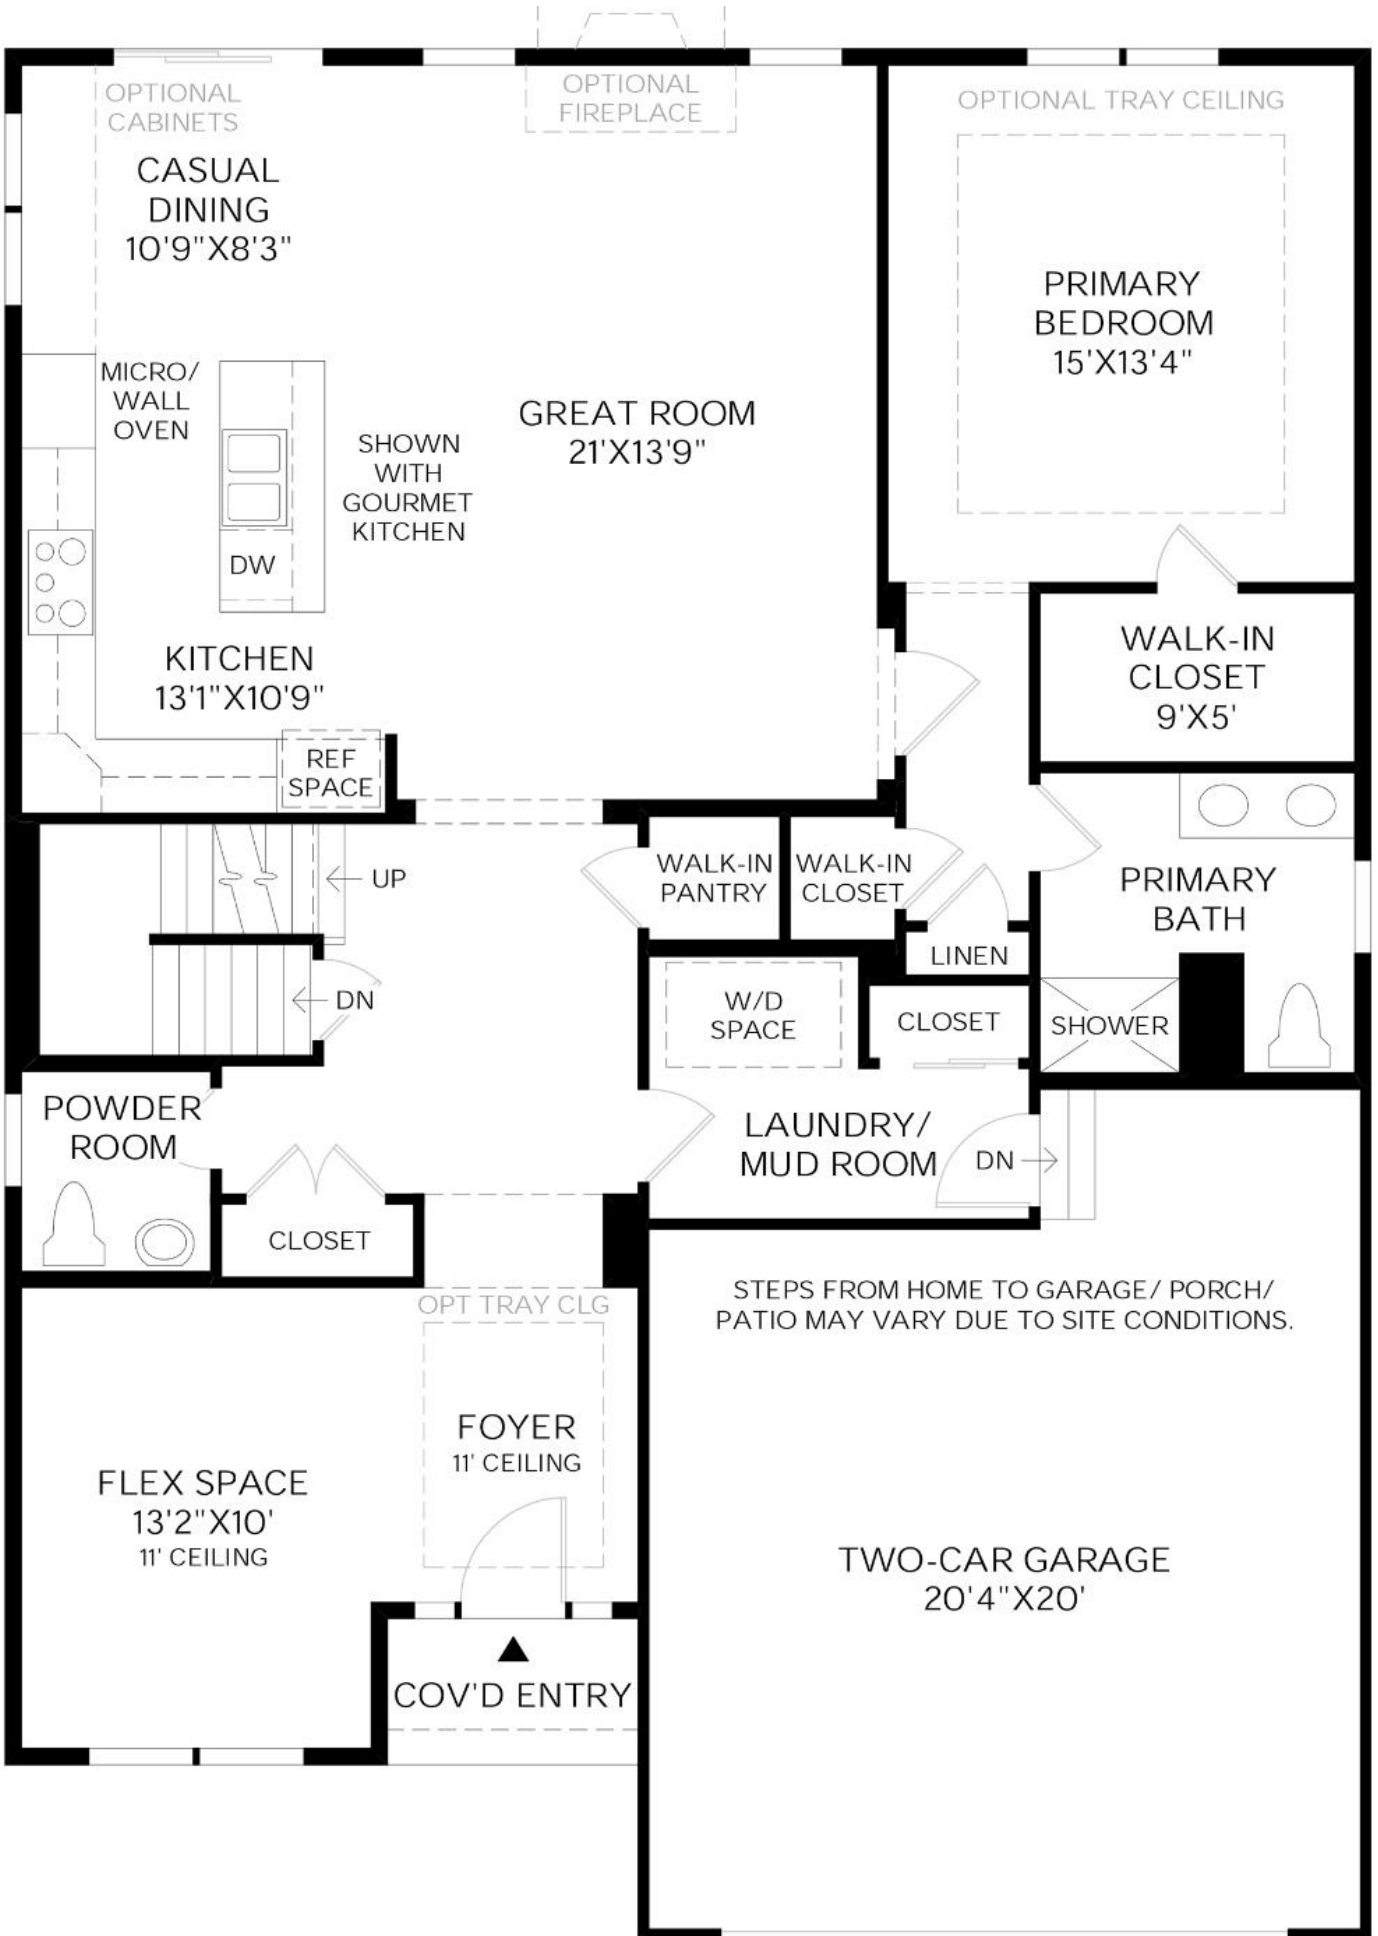 OPTIONAL
CABINETS
CASUAL
DINING
10'9"X8'3"
OPTIONAL
FIREPLACE
OPTIONAL TRAY CEILING
PRIMARY
BEDROOM
15'X13'4"
MICRO/
WALL
OVEN
SHOWN
WITH
GOURMET
KITCHEN
GREAT ROOM
21'X13'9"
DW
KITCHEN
13'1"X10'9"
REF
SPACE
WALK-IN
CLOSET
9'X5'
UP
WALK-IN
PANTRY
WALK-IN
CLOSET
PRIMARY
BATH
LINEN
DN
W/D
SPACE
CLOSET
SHOWER
POWDER
ROOM
LAUNDRY/
MUD ROOM
DN
CLOSET
STEPS FROM HOME TO GARAGE/ PORCH/
PATIO MAY VARY DUE TO SITE CONDITIONS.
OPT TRAY CLG
FOYER
11' CEILING
FLEX SPACE
13'2"X10'
11' CEILING
TWO-CAR GARAGE
20'4"X20'
COV'D ENTRY